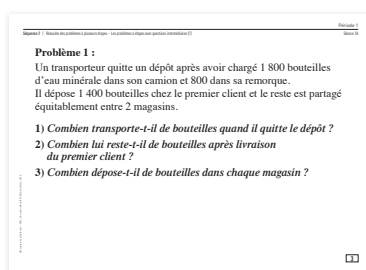 Période 1
Séquence 2 / Résoudre des problèmes à plusieurs étapes – Les problèmes à étapes avec questions intermédiaires (1)
Problème 1 :
Un transporteur quitte un dépôt après avoir chargé 1 800 bouteilles
d’eau minérale dans son camion et 800 dans sa remorque.
Il dépose 1 400 bouteilles chez le premier client et le reste est partagé
équitablement entre 2 magasins.
1) Combien transporte-t-il de bouteilles quand il quitte le dépôt ?
2) Combien lui reste-t-il de bouteilles après livraison
du premier client ?
3) Combien dépose-t-il de bouteilles dans chaque magasin ?
3